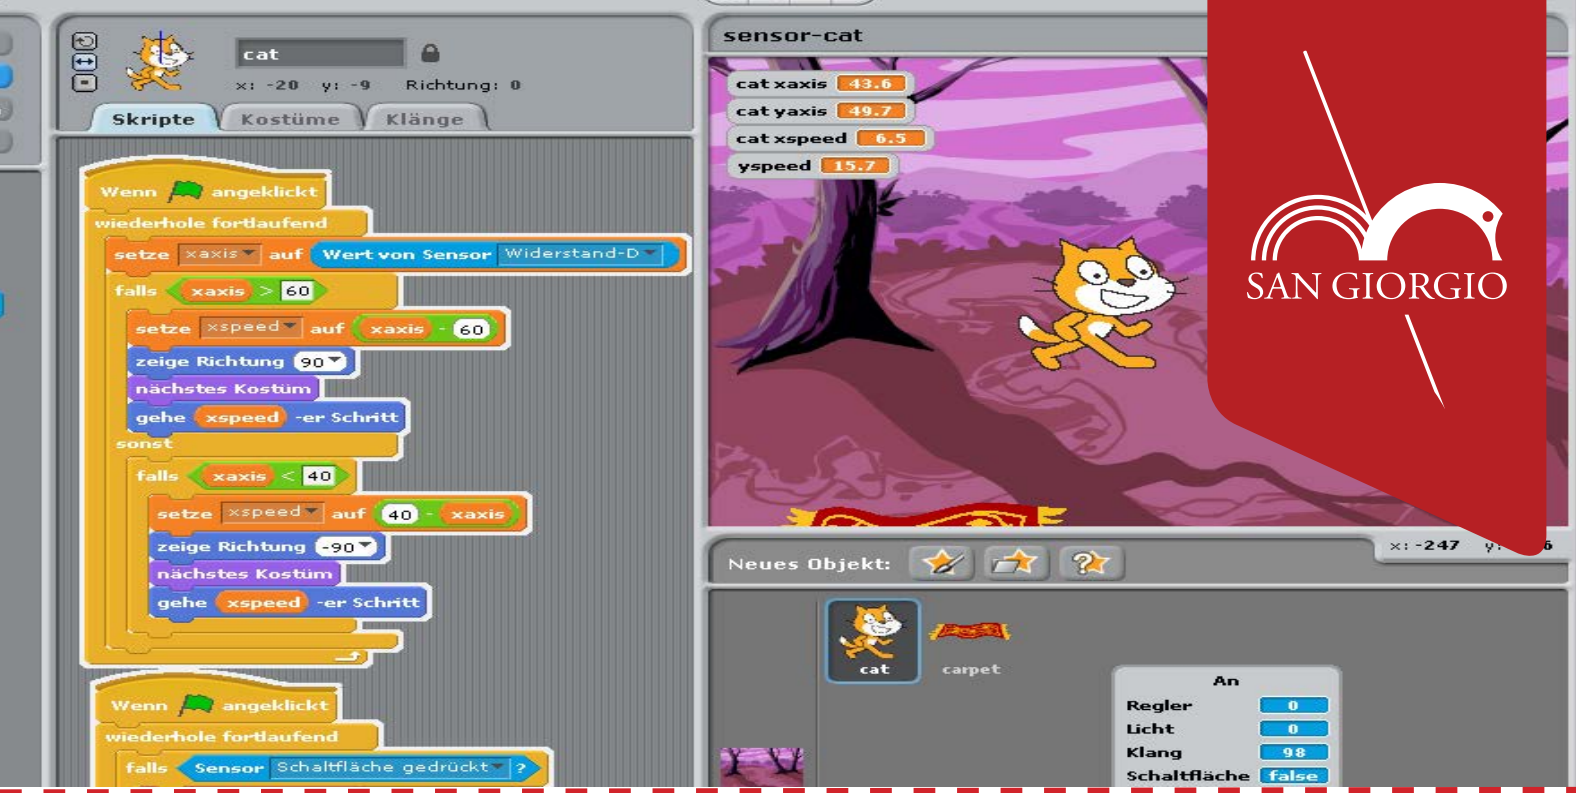 cat
x: -20 y: -9 Richtung: 0
Skripte Kostüme Klänge
Wenn angeklickt
wiederhole fortlaufend
setze xaxis auf Wert von Sensor Widerstand-D
falls xaxis > 60
setze xspeed auf xaxis - 60
zeige Richtung 90
nächstes Kostüm
gehe xspeed -er Schritt
sonst
falls xaxis < 40
setze xspeed auf 40 - xaxis
zeige Richtung -90
nächstes Kostüm
gehe xspeed -er Schritt
Wenn angeklickt
wiederhole fortlaufend
falls Sensor Schaltfläche gedrückt ?
sensor-cat
cat xaxis 43.6
cat yaxis 49.7
cat xspeed 6.5
yspeed 15.7
SAN GIORGIO
x: -247 y:
Neues Objekt:
cat
carpet
An
Regler 0
Licht 0
Klang 98
Schaltfläche false